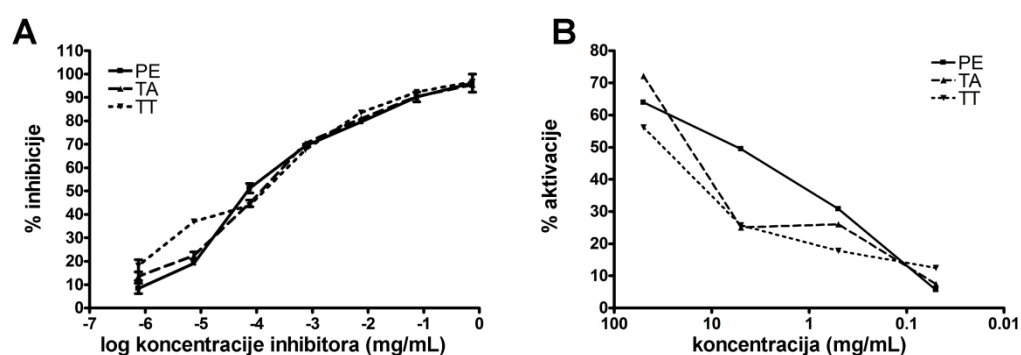 A
% inhibicije
110
100
90
80
70
60
50
40
30
20
10
0
PE
TA
TT
-7 -6 -5 -4 -3 -2 -1 0
log koncentracije inhibitora (mg/mL)
B
% aktivacije
80
70
60
50
40
30
20
10
0
PE
TA
TT
100 10 1 0.1 0.01
koncentracija (mg/mL)